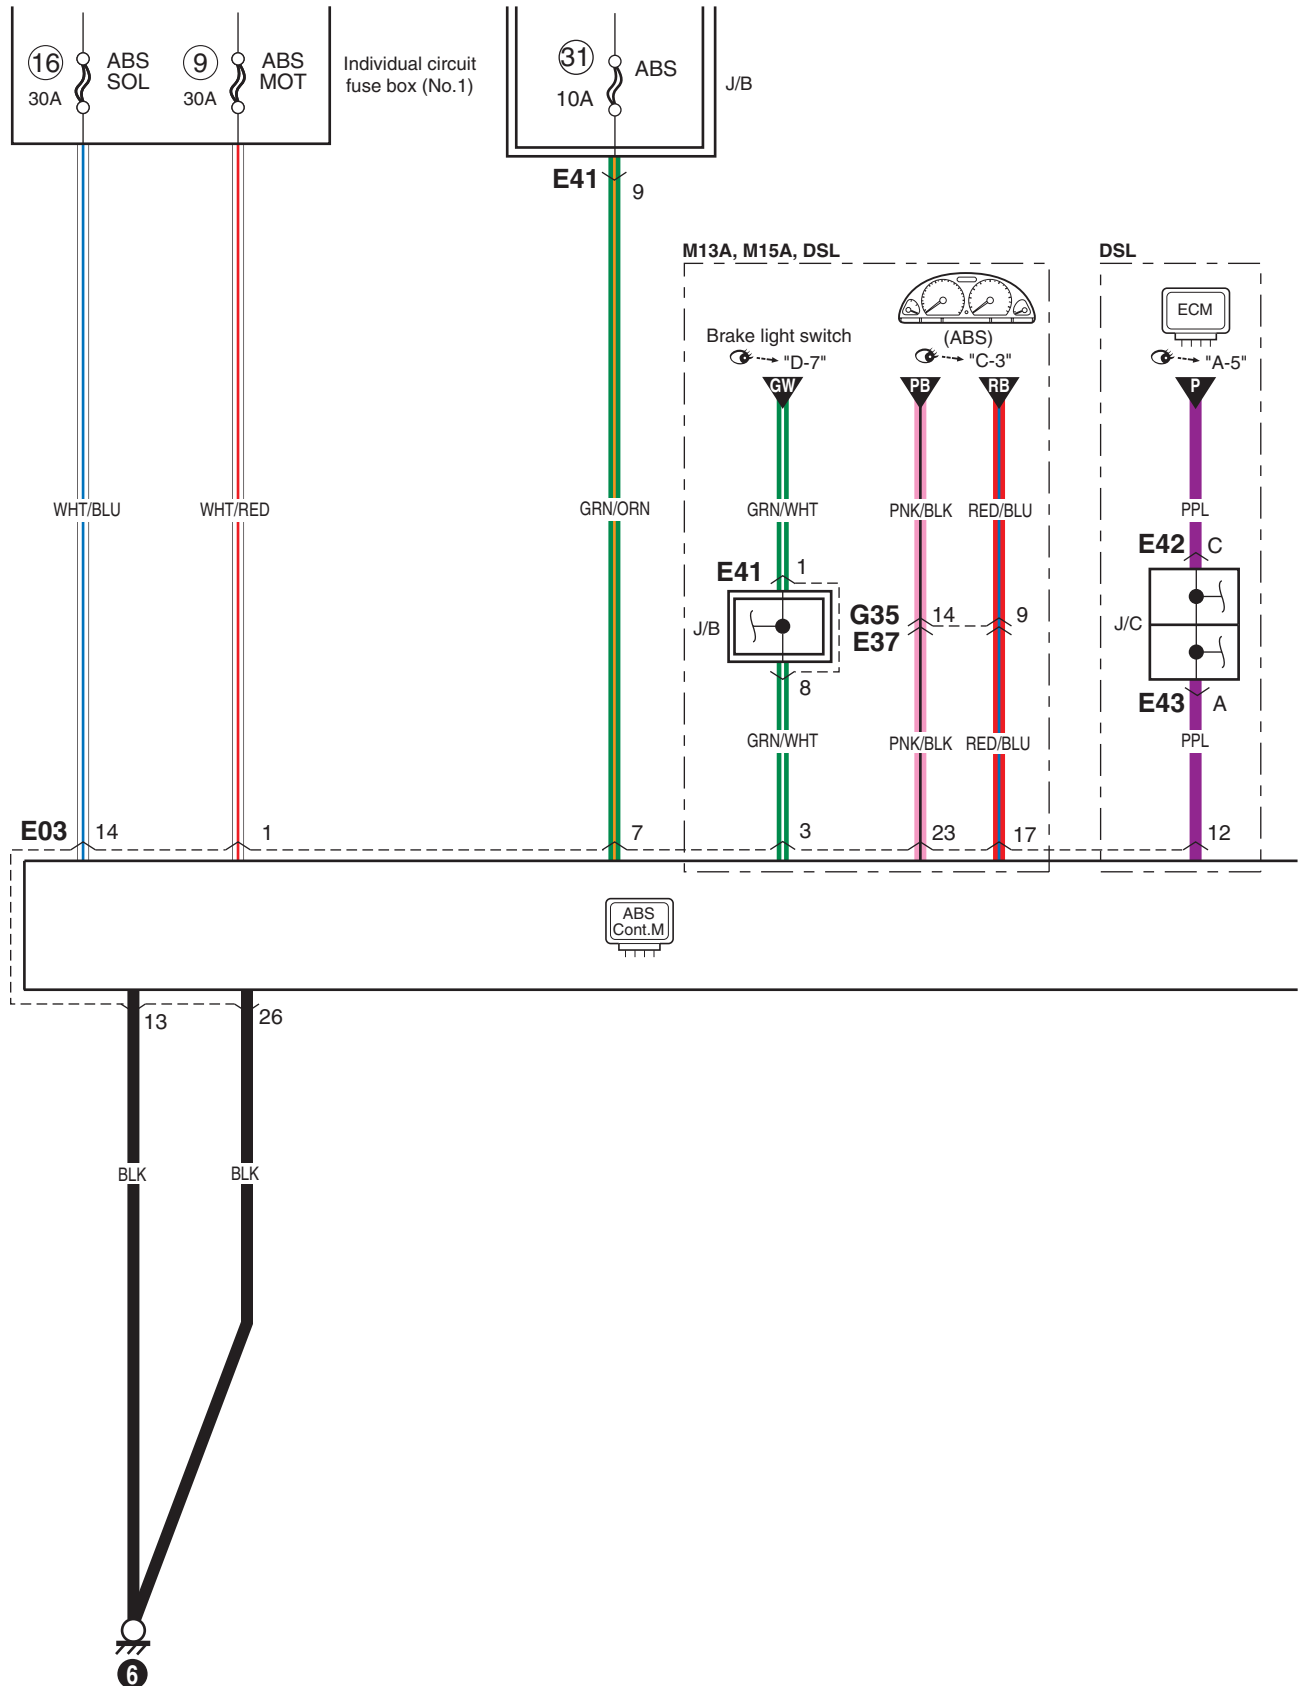 16
ABS
SOL
30A
9
ABS
MOT
30A
Individual circuit
fuse box (No.1)
31
ABS
10A
J/B
E41
9
M13A, M15A, DSL
DSL
ECM
Brake light switch
"D-7"
(ABS)
"C-3"
"A-5"
GW
PB
RB
P
WHT/BLU
WHT/RED
GRN/ORN
GRN/WHT
PNK/BLK
RED/BLU
PPL
E42
C
E41
1
J/B
8
G35
14
9
E37
J/C
E43
A
GRN/WHT
PNK/BLK
RED/BLU
PPL
E03
14
1
7
3
23
17
12
ABS
Cont.M
13
26
BLK
BLK
6